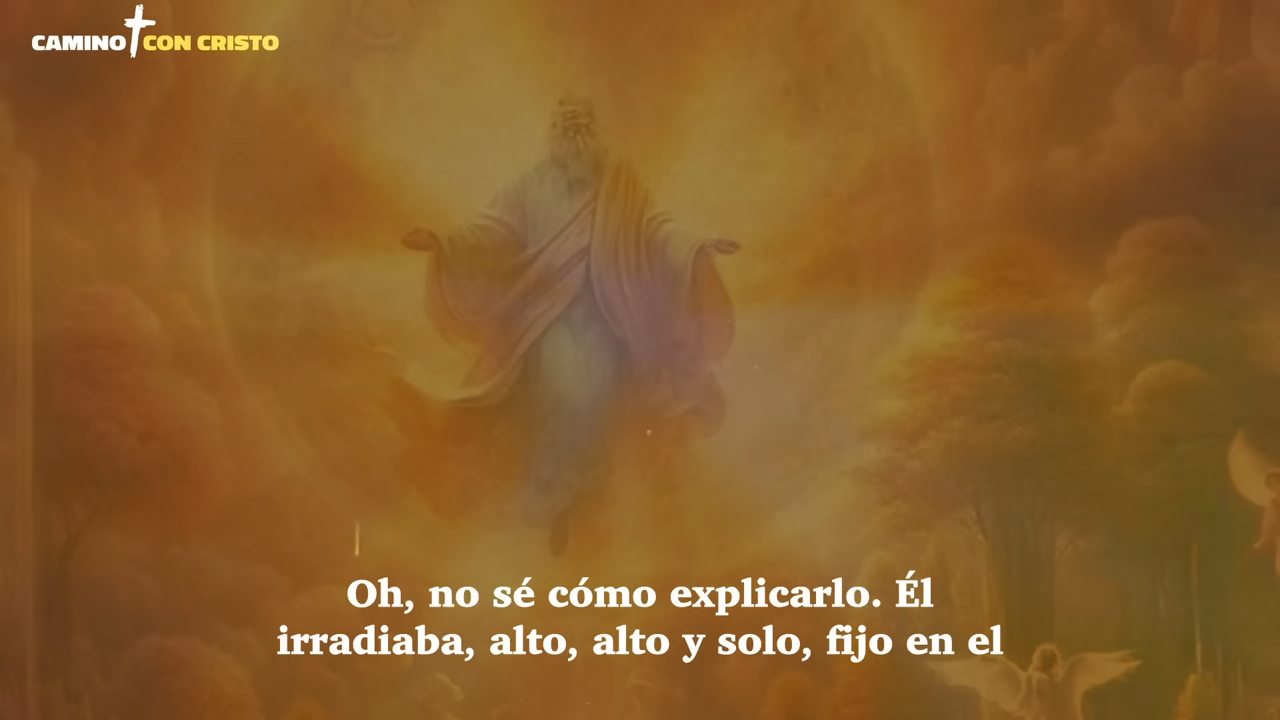 CAMINO CON CRISTO
Oh, no sé cómo explicarlo. Él
irradiaba, alto, alto y solo, fijo en el